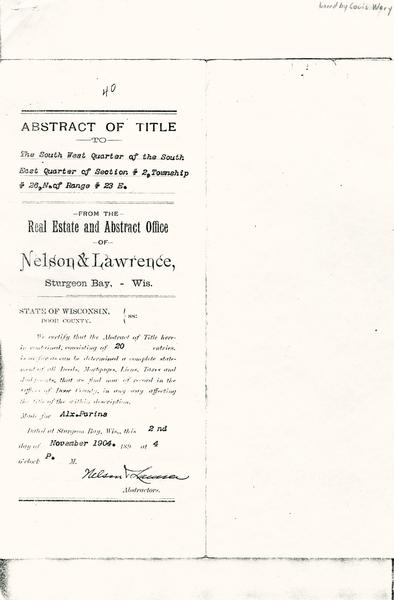 by Louis Wery
40
ABSTRACT OF TITLE
—TO—
The South West Quarter of the South
East Quarter of Section # 2, Township
# 26, N. of Range # 23 E.
—FROM THE—
Real Estate and Abstract Office
—OF—
Nelson & Lawrence,
Sturgeon Bay, - Wis.
STATE OF WISCONSIN, } ss:
DOOR COUNTY.
We certify that the Abstract of Title here-
in contained, consisting of 20 entries,
is as far as can be determined a complete state-
ment of all Deeds, Mortgages, Liens, Taxes and
Judgments, that we find now of record in the
offices of Door County, in any way affecting
the title of the within description.
Made for Alx. Parins
Dated at Sturgeon Bay, Wis., this 2nd
day of November 1904. 189 at 4
o'clock P. M.
Nelson & Lawrence
Abstractors.